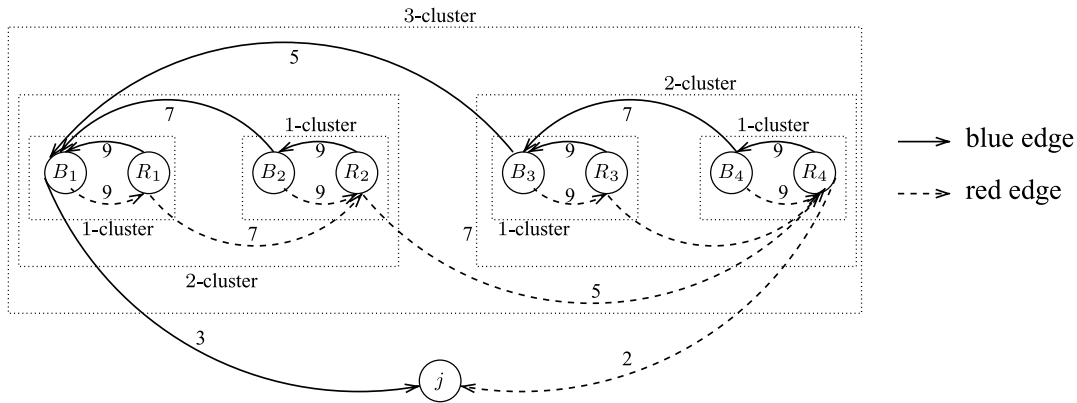 3-cluster
5
2-cluster
7
1-cluster
7
1-cluster
9
9
9
9
B₁ R₁ B₂ R₂ B₃ R₃ B₄ R₄
9
9
9
9
1-cluster
7
7
1-cluster
2-cluster
5
3
2
j
blue edge
red edge